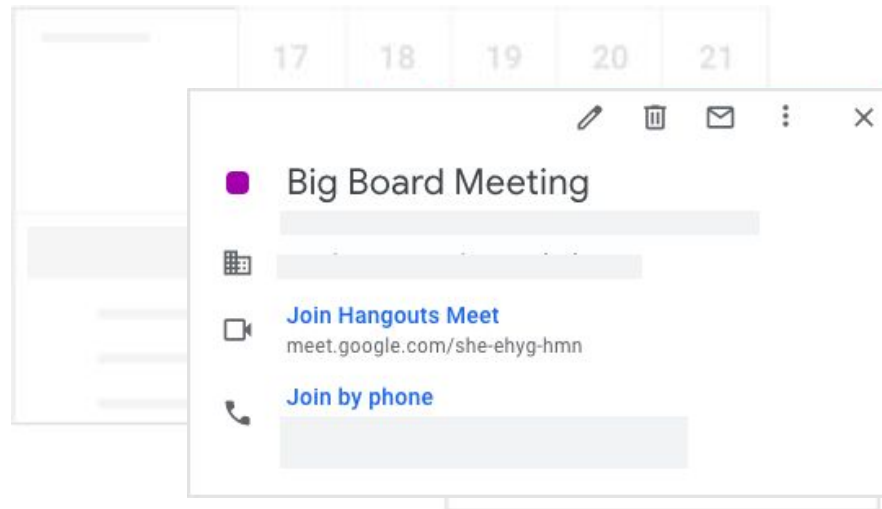 17 18 19 20 21
Big Board Meeting
Join Hangouts Meet
meet.google.com/she-ehyg-hmn
Join by phone